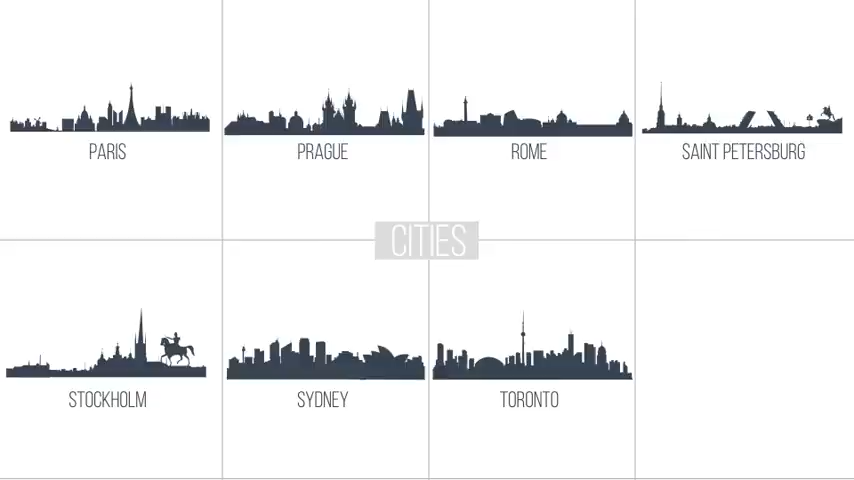 PARIS
PRAGUE
ROME
SAINT PETERSBURG
CITIES
STOCKHOLM
SYDNEY
TORONTO